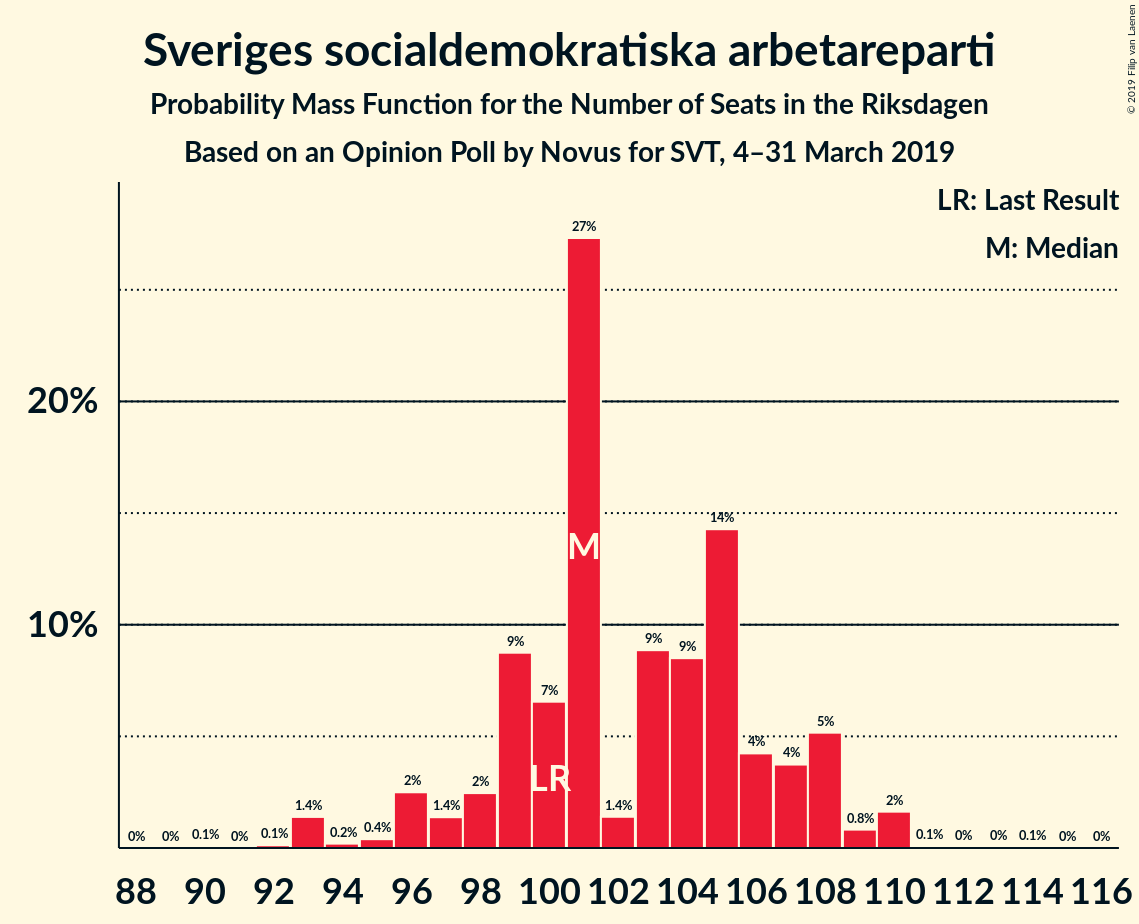 Sveriges socialdemokratiska arbetareparti
Probability Mass Function for the Number of Seats in the Riksdagen
Based on an Opinion Poll by Novus for SVT, 4–31 March 2019
© 2019 Filip van Laenen
LR: Last Result
M: Median
20%
10%
0% 0% 0.1% 0% 0.1% 1.4% 0.2% 0.4% 2% 1.4% 2% 9% 7% 27% 1.4% 9% 9% 14% 4% 4% 5% 0.8% 2% 0.1% 0% 0% 0.1% 0% 0%
M
LR
88 90 92 94 96 98 100 102 104 106 108 110 112 114 116